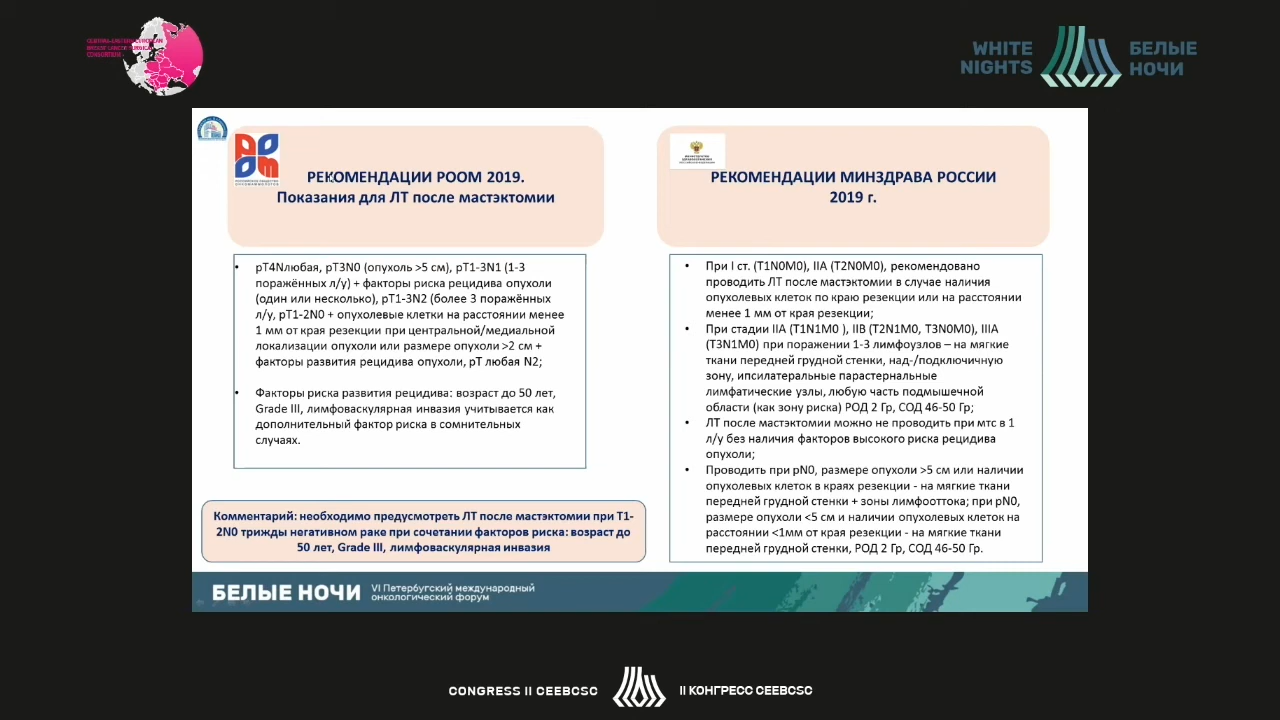 CENTRAL-EASTERN EUROPEAN
BREAST CANCER SURGICAL
CONSORTIUM
WHITE
NIGHTS
БЕЛЫЕ
НОЧИ
РЕКОМЕНДАЦИИ РООМ 2019.
Показания для ЛТ после мастэктомии
• pT4Nлюбая, pT3N0 (опухоль >5 см), pT1-3N1 (1-3
поражённых л/у) + факторы риска рецидива опухоли
(один или несколько), pT1-3N2 (более 3 поражённых
л/у, pT1-2N0 + опухолевые клетки на расстоянии менее
1 мм от края резекции при центральной/медиальной
локализации опухоли или размере опухоли >2 см +
факторы развития рецидива опухоли, pT любая N2;
• Факторы риска развития рецидива: возраст до 50 лет,
Grade III, лимфоваскулярная инвазия учитывается как
дополнительный фактор риска в сомнительных
случаях.
Комментарий: необходимо предусмотреть ЛТ после мастэктомии при Т1-
2N0 трижды негативном раке при сочетании факторов риска: возраст до
50 лет, Grade III, лимфоваскулярная инвазия
РЕКОМЕНДАЦИИ МИНЗДРАВА РОССИИ
2019 г.
• При I ст. (T1N0M0), IIA (T2N0M0), рекомендовано
проводить ЛТ после мастэктомии в случае наличия
опухолевых клеток по краю резекции или на расстоянии
менее 1 мм от края резекции;
• При стадии IIA (T1N1M0 ), IIB (T2N1M0, T3N0M0), IIIA
(T3N1M0) при поражении 1-3 лимфоузлов – на мягкие
ткани передней грудной стенки, над-/подключичную
зону, ипсилатеральные парастернальные
лимфатические узлы, любую часть подмышечной
области (как зону риска) РОД 2 Гр, СОД 46-50 Гр;
• ЛТ после мастэктомии можно не проводить при мтс в 1
л/у без наличия факторов высокого риска рецидива
опухоли;
• Проводить при pN0, размере опухоли >5 см или наличии
опухолевых клеток в краях резекции - на мягкие ткани
передней грудной стенки + зоны лимфооттока; при pN0,
размере опухоли <5 см и наличии опухолевых клеток на
расстоянии <1мм от края резекции - на мягкие ткани
передней грудной стенки, РОД 2 Гр, СОД 46-50 Гр.
БЕЛЫЕ НОЧИ
VI Петербургский международный
онкологический форум
CONGRESS II CEEBCSC
II КОНГРЕСС CEEBCSC